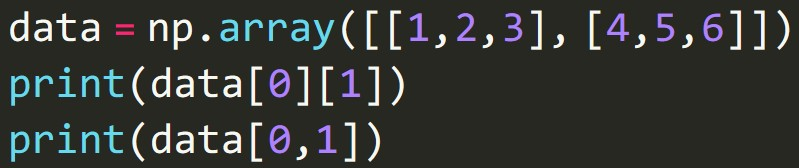 data = np.array([[1,2,3], [4,5,6]])
print(data[0][1])
print(data[0,1])